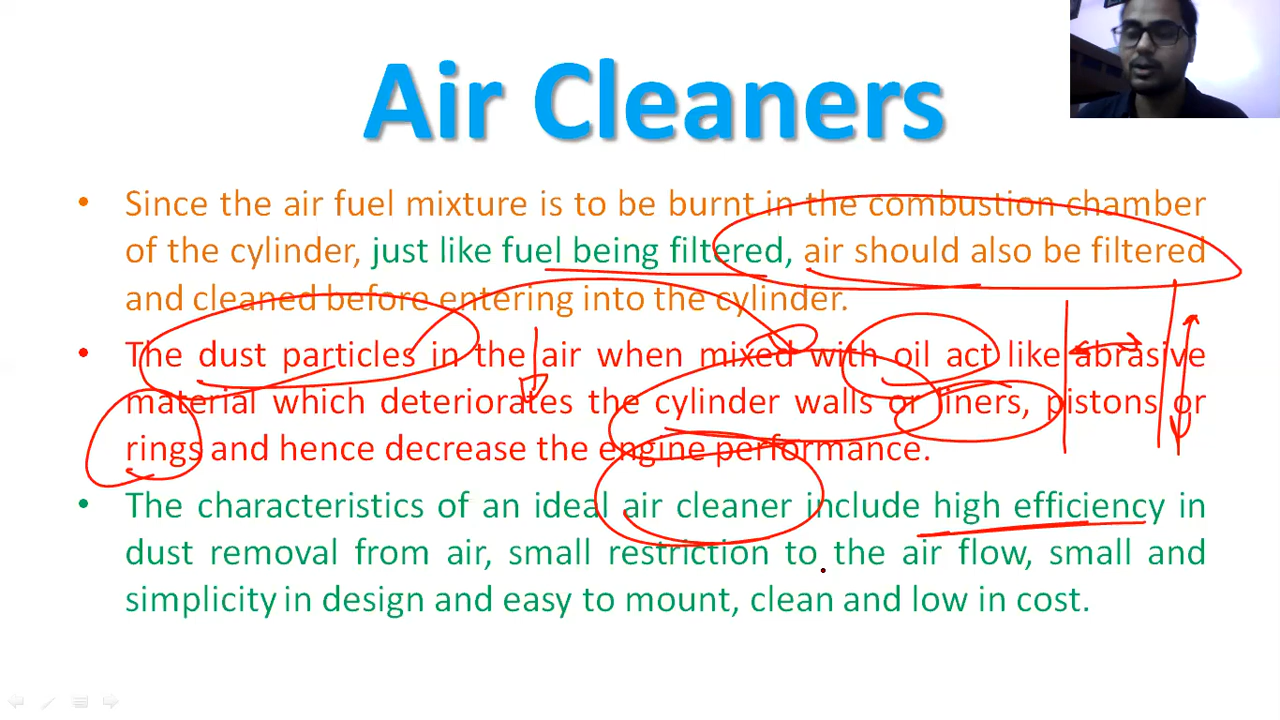 Air Cleaners
• Since the air fuel mixture is to be burnt in the combustion chamber
of the cylinder, just like fuel being filtered, air should also be filtered
and cleaned before entering into the cylinder.
• The dust particles in the air when mixed with oil act like abrasive
material which deteriorates the cylinder walls or liners, pistons or
rings and hence decrease the engine performance.
• The characteristics of an ideal air cleaner include high efficiency in
dust removal from air, small restriction to the air flow, small and
simplicity in design and easy to mount, clean and low in cost.